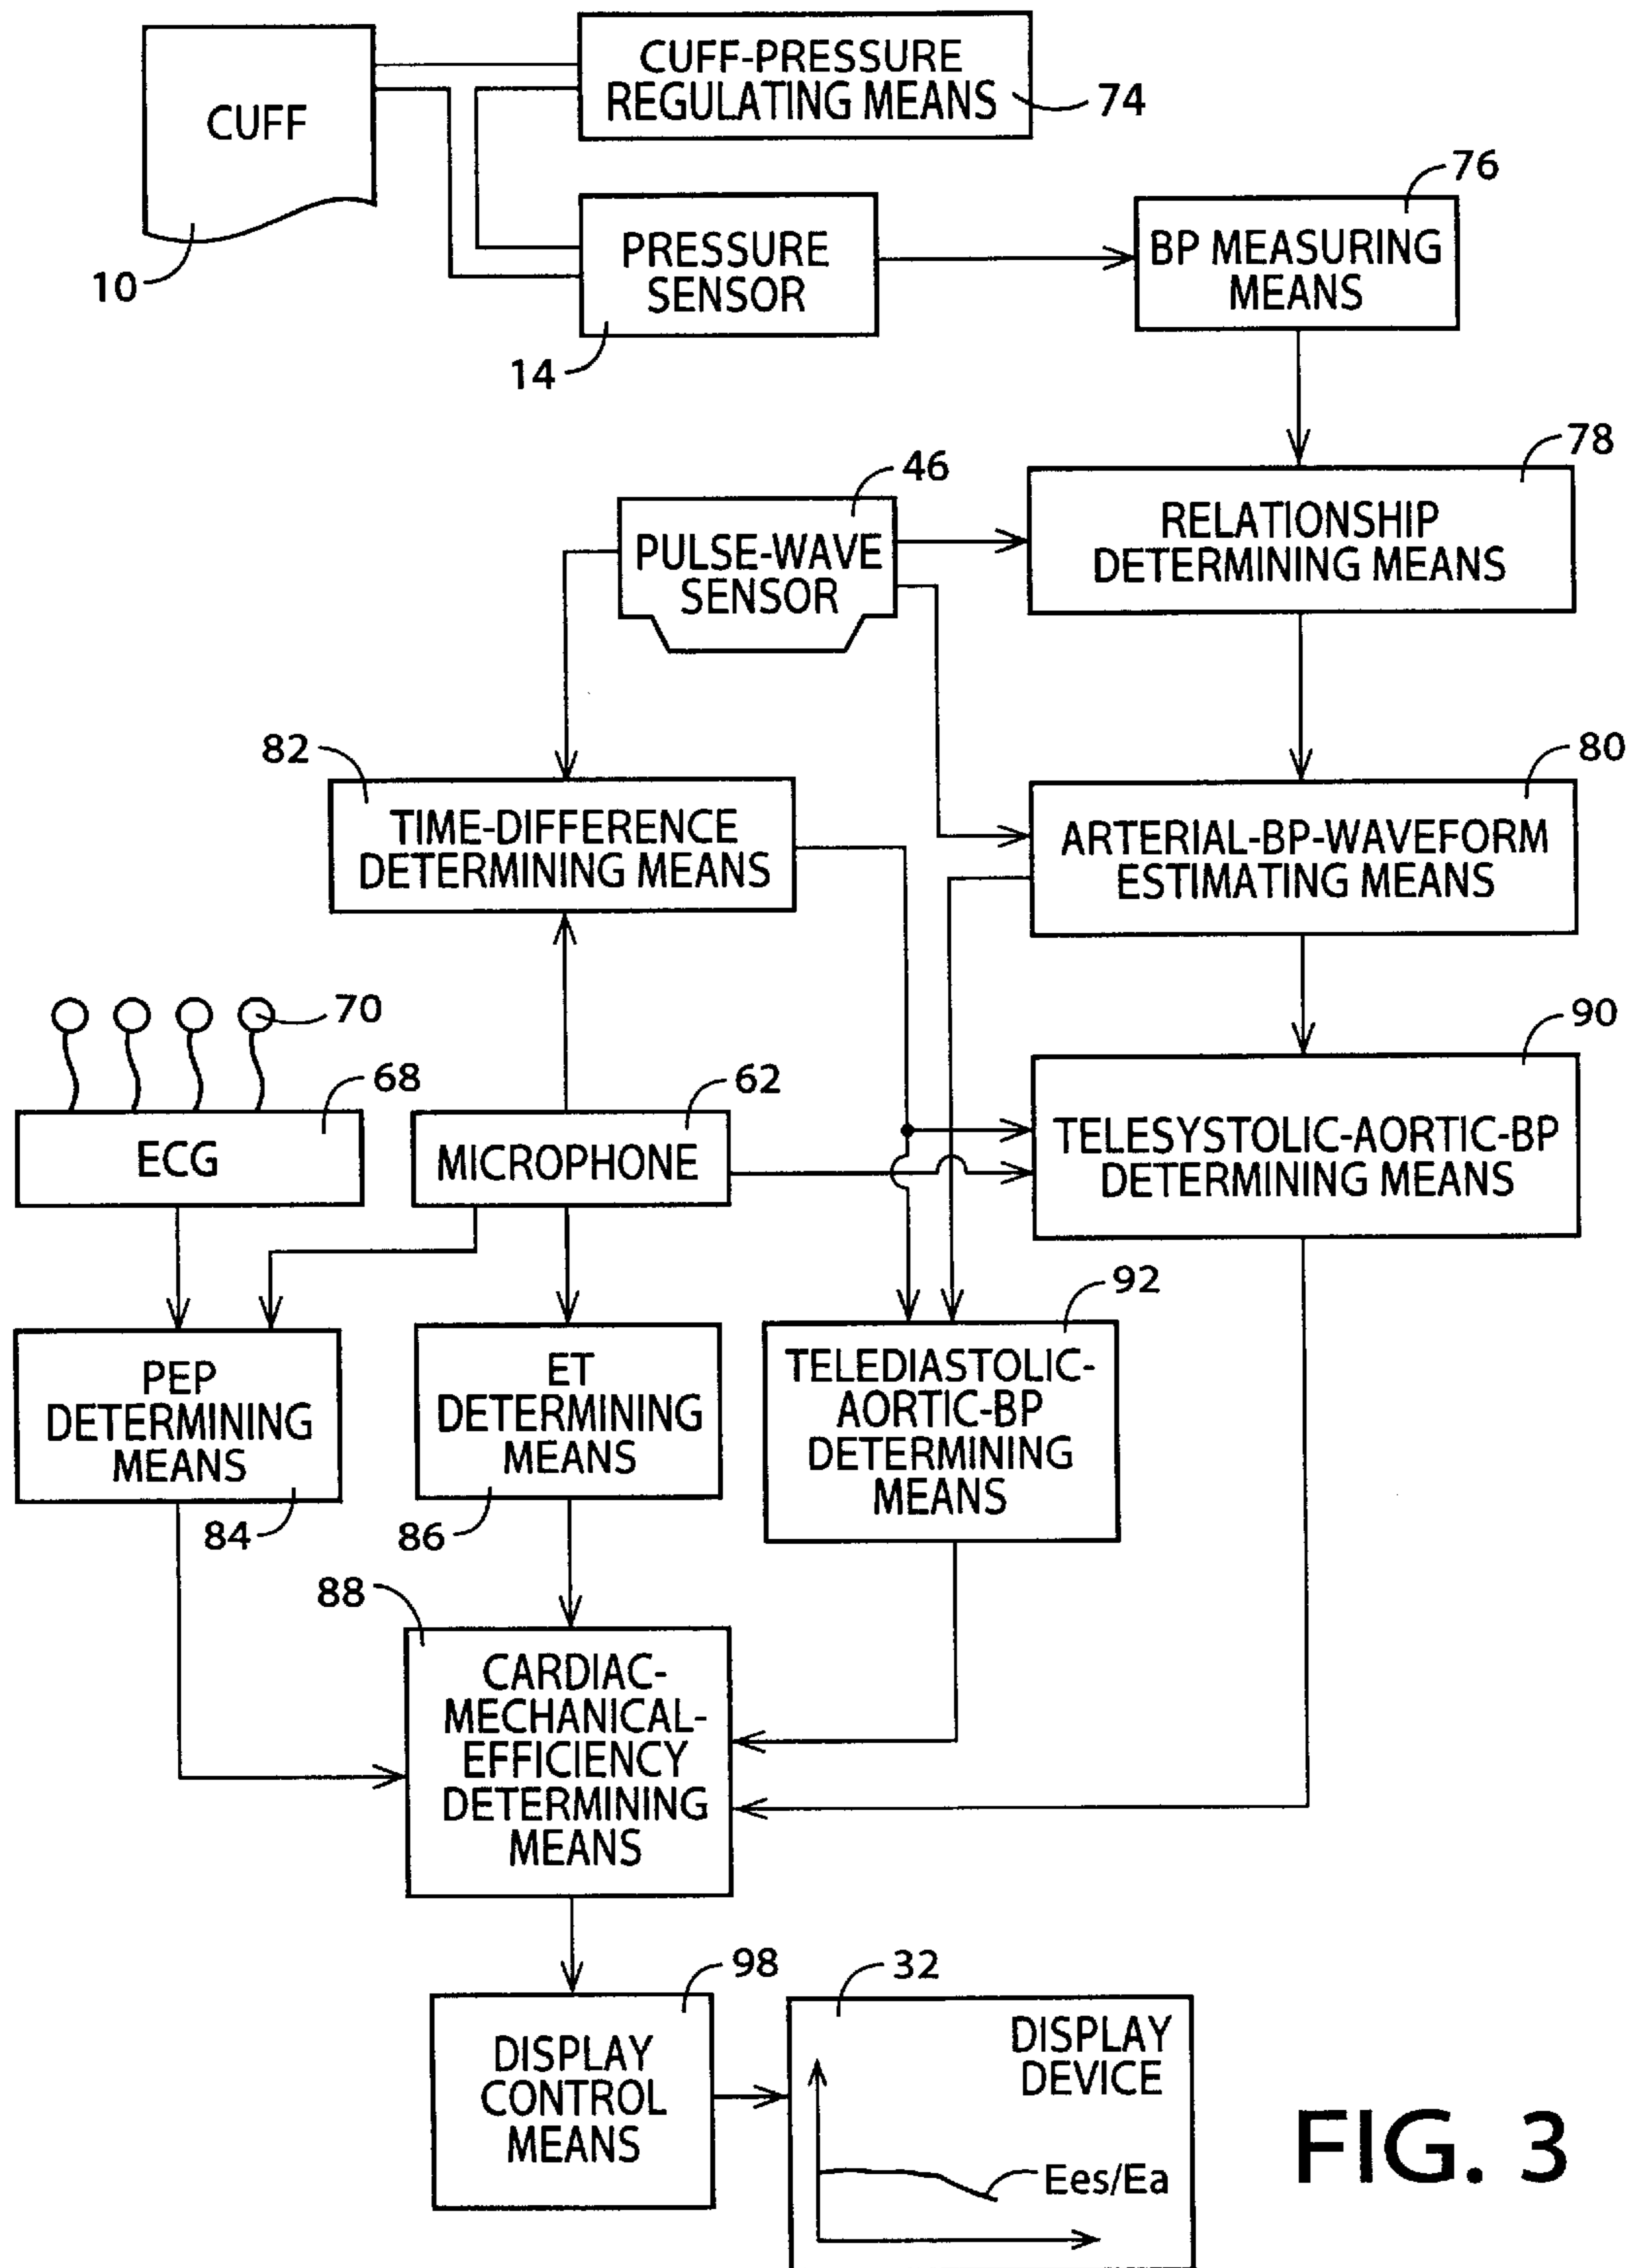 CUFF
10
CUFF-PRESSURE
REGULATING MEANS
74
PRESSURE
SENSOR
14
76
BP MEASURING
MEANS
78
RELATIONSHIP
DETERMINING MEANS
46
PULSE-WAVE
SENSOR
82
TIME-DIFFERENCE
DETERMINING MEANS
80
ARTERIAL-BP-WAVEFORM
ESTIMATING MEANS
70
68
ECG
62
MICROPHONE
90
TELESYSTOLIC-AORTIC-BP
DETERMINING MEANS
PEP
DETERMINING
MEANS
84
ET
DETERMINING
MEANS
86
92
TELEDIASTOLIC-
AORTIC-BP
DETERMINING
MEANS
88
CARDIAC-
MECHANICAL-
EFFICIENCY
DETERMINING
MEANS
98
DISPLAY
CONTROL
MEANS
32
DISPLAY
DEVICE
Ees/Ea
FIG. 3